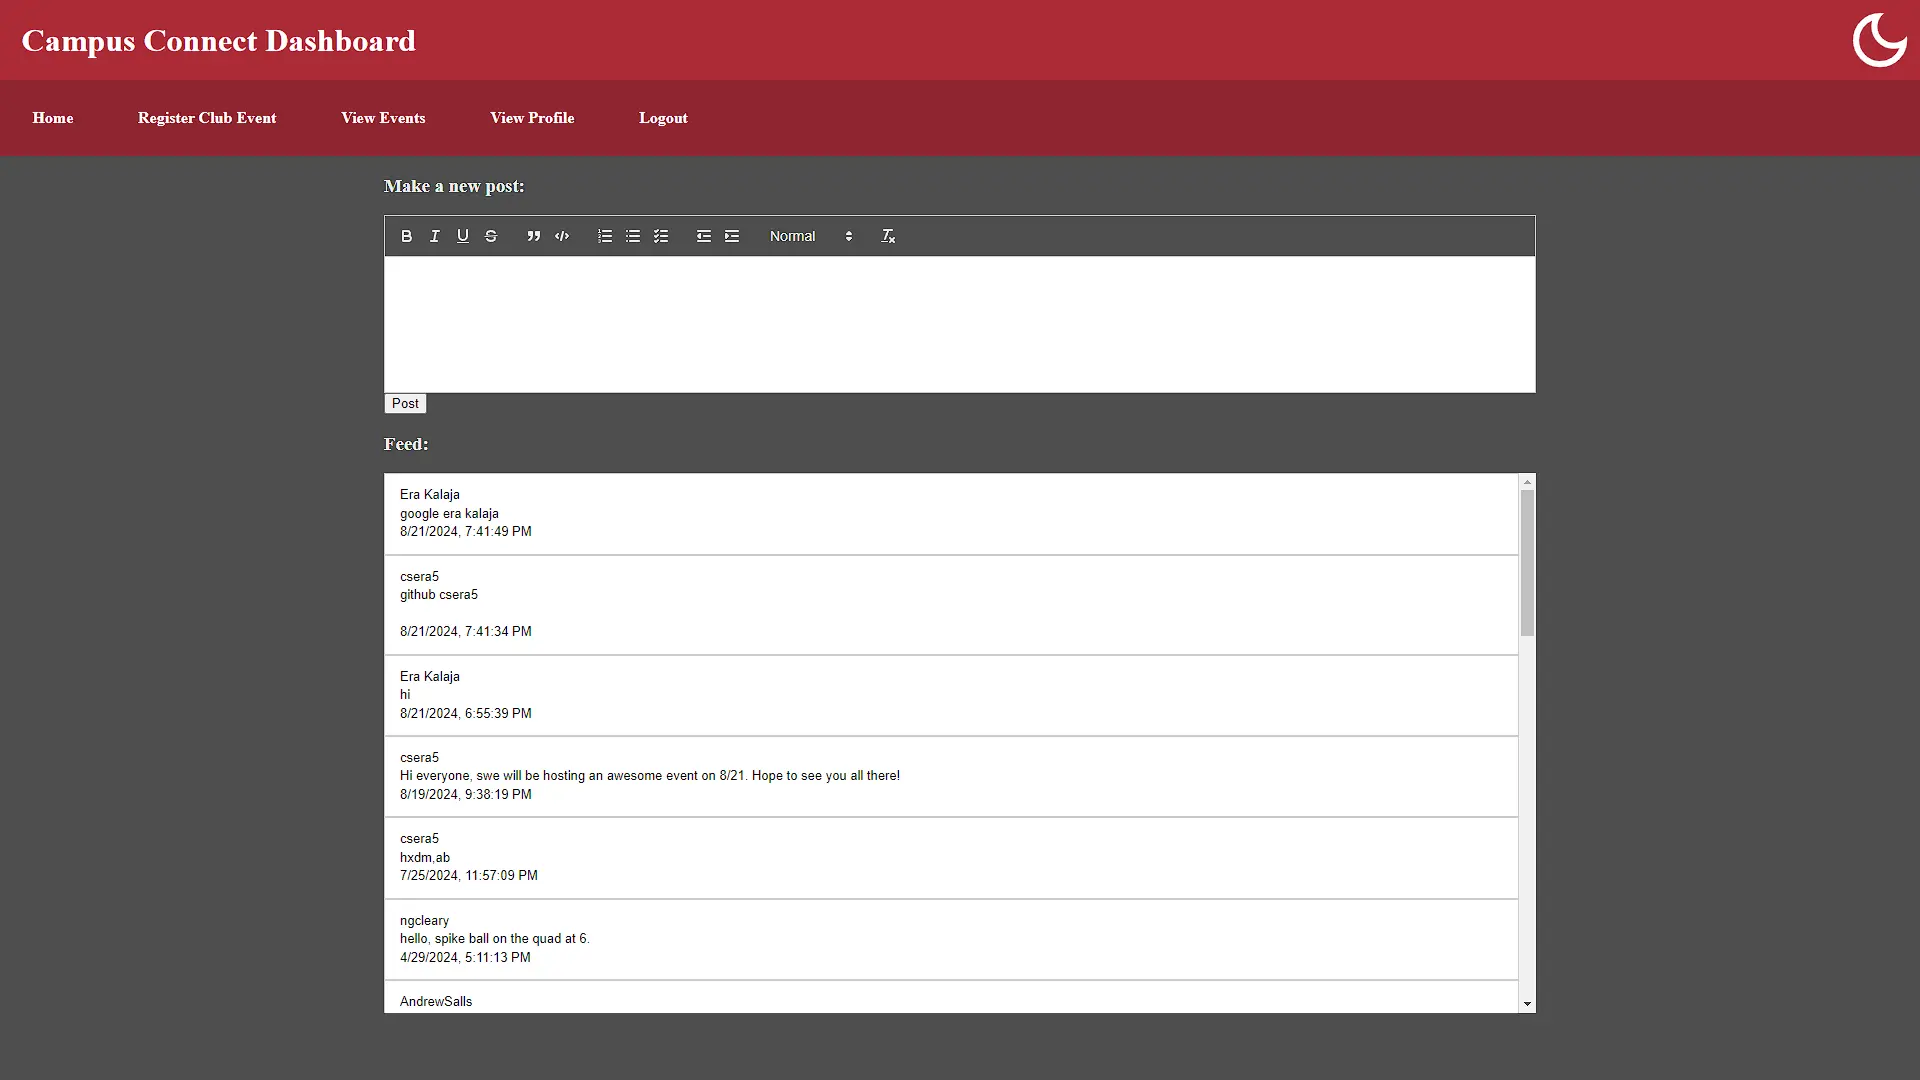 Campus Connect Dashboard
Home Register Club Event View Events View Profile Logout
Make a new post:
Normal
Post
Feed:
Era Kalaja
google era kalaja
8/21/2024, 7:41:49 PM
csera5
github csera5
8/21/2024, 7:41:34 PM
Era Kalaja
hi
8/21/2024, 6:55:39 PM
csera5
Hi everyone, swe will be hosting an awesome event on 8/21. Hope to see you all there!
8/19/2024, 9:38:19 PM
csera5
hxdm,ab
7/25/2024, 11:57:09 PM
ngcleary
hello, spike ball on the quad at 6.
4/29/2024, 5:11:13 PM
AndrewSalls